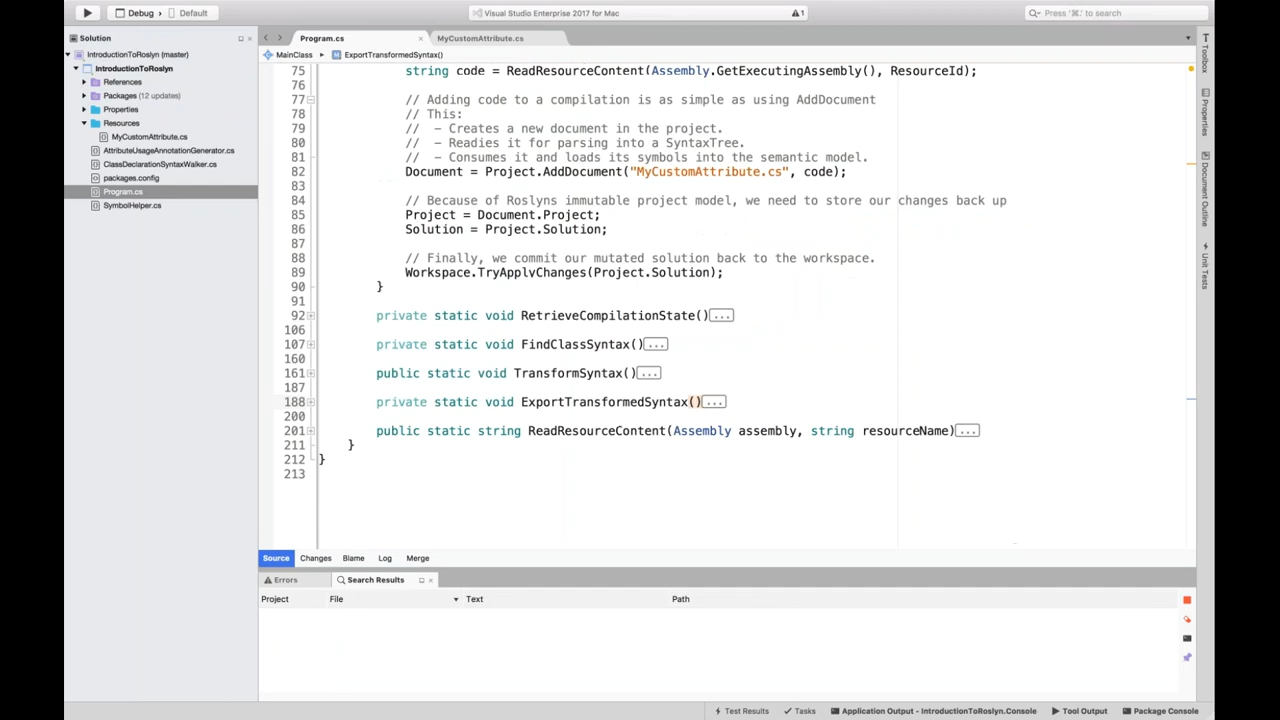 Debug › Default
Visual Studio Enterprise 2017 for Mac
1
Press '⌘.' to search
Solution
IntroductionToRoslyn (master)
IntroductionToRoslyn
References
Packages (12 updates)
Properties
Resources
MyCustomAttribute.cs
AttributeUsageAnnotationGenerator.cs
ClassDeclarationSyntaxWalker.cs
packages.config
Program.cs
SymbolHelper.cs
Program.cs
MyCustomAttribute.cs
MainClass
ExportTransformedSyntax()
75 string code = ReadResourceContent(Assembly.GetExecutingAssembly(), ResourceId);
76
77 // Adding code to a compilation is as simple as using AddDocument
78 // This:
79 // - Creates a new document in the project.
80 // - Readies it for parsing into a SyntaxTree.
81 // - Consumes it and loads its symbols into the semantic model.
82 Document = Project.AddDocument("MyCustomAttribute.cs", code);
83
84 // Because of Roslyns immutable project model, we need to store our changes back up
85 Project = Document.Project;
86 Solution = Project.Solution;
87
88 // Finally, we commit our mutated solution back to the workspace.
89 Workspace.TryApplyChanges(Project.Solution);
90 }
91
92 private static void RetrieveCompilationState()...
106
107 private static void FindClassSyntax()...
160
161 public static void TransformSyntax()...
187
188 private static void ExportTransformedSyntax()...
200
201 public static string ReadResourceContent(Assembly assembly, string resourceName)...
211 }
212 }
213
Source Changes Blame Log Merge
Errors
Search Results
Project File Text Path
Toolbox
Properties
Document Outline
Unit Tests
Test Results Tasks Application Output - IntroductionToRoslyn.Console Tool Output Package Console